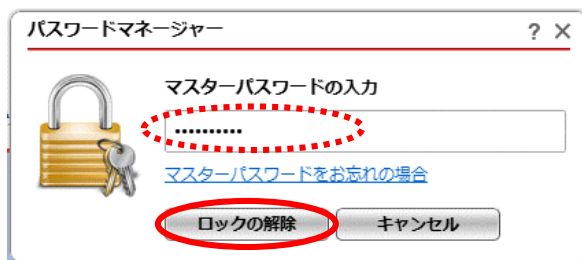 パスワードマネージャー ? ×
マスターパスワードの入力
••••••••••
マスターパスワードをお忘れの場合
ロックの解除 キャンセル